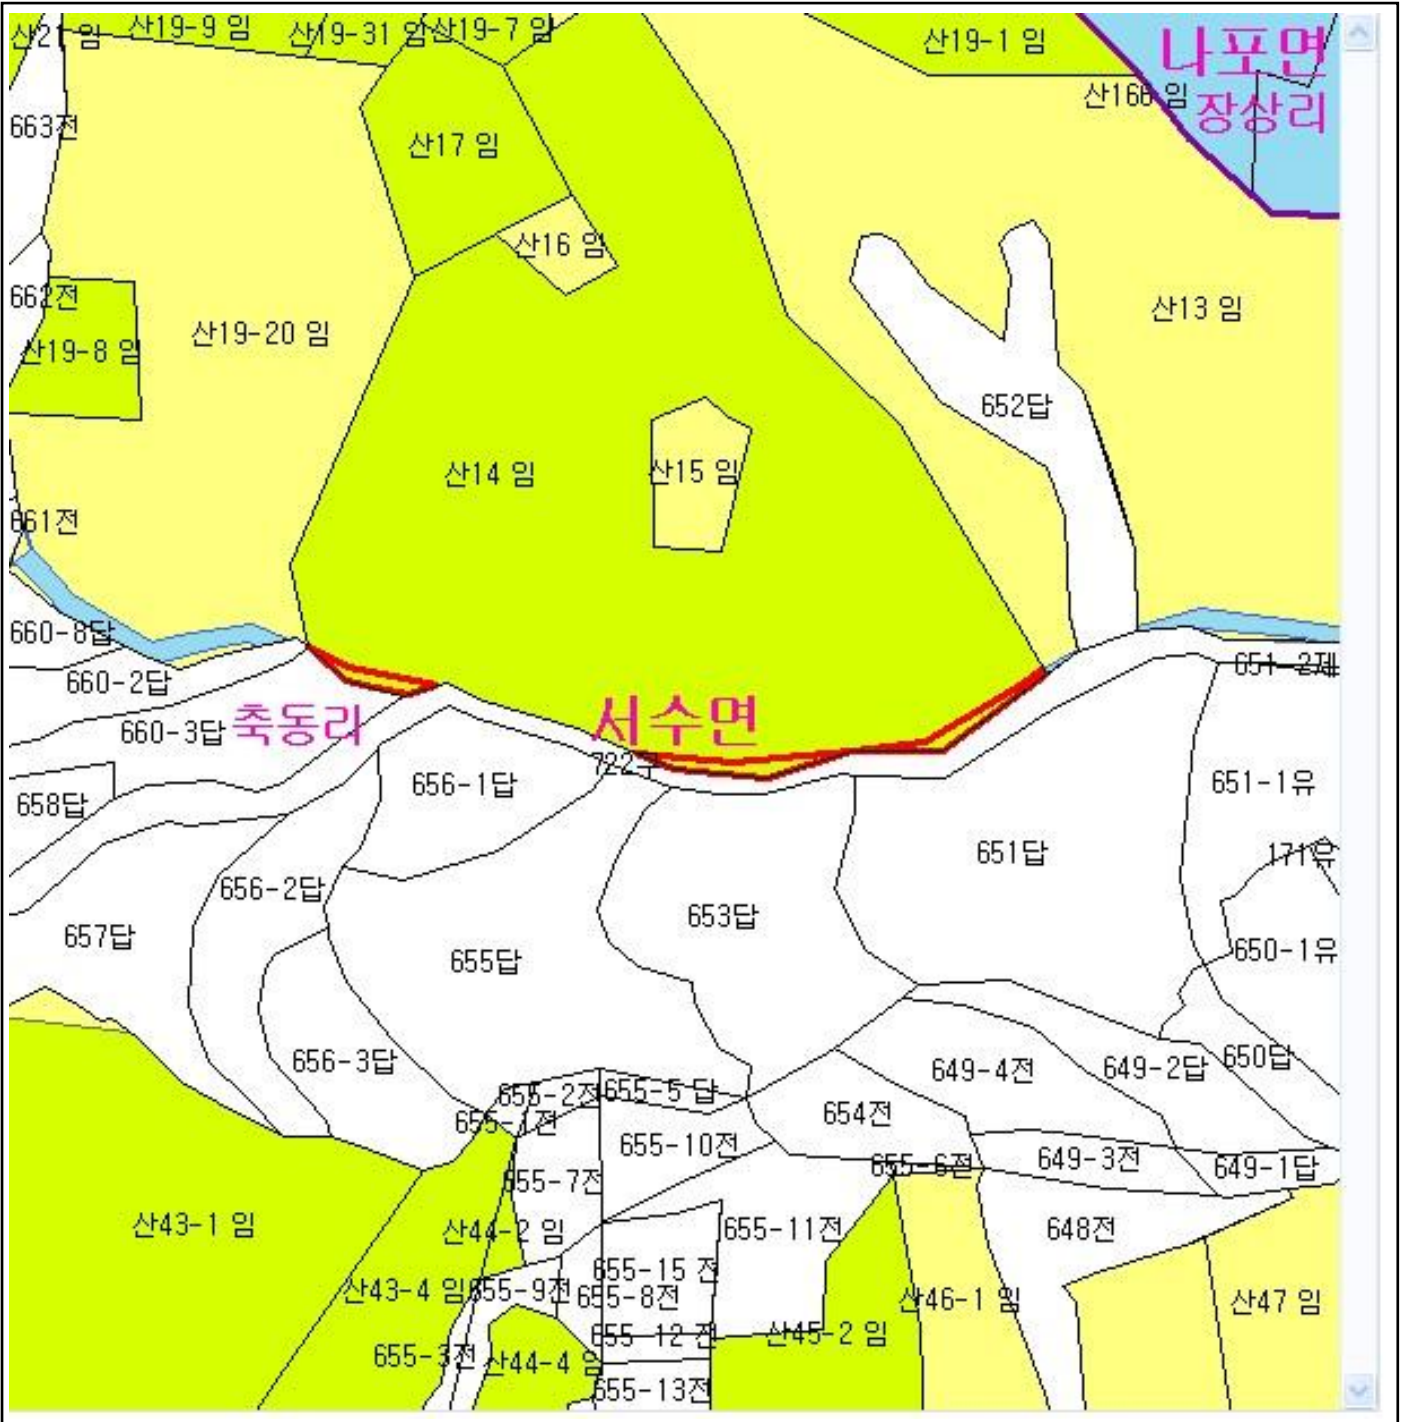 산21 임
산19-9 임
산19-31 임
산19-7 임
산19-1 임
나포면
산166 임
장상리
663전
산17 임
산16 임
662전
산13 임
산19-20 임
산19-8 임
652답
산14 임
산15 임
661전
660-8답
651-2제
660-2답
660-3답
축동리
서수면
722구
656-1답
651-1유
658답
651답
171유
656-2답
653답
657답
655답
650-1유
656-3답
649-4전
649-2답
650답
655-2전
655-5 답
655-1전
654전
655-10전
655-6전
649-3전
649-1답
655-7전
산43-1 임
산44-2 임
655-11전
648전
655-15 전
산43-4 임
655-9전
655-8전
산46-1 임
산47 임
655-12 전
산45-2 임
655-3전
산44-4 임
655-13전